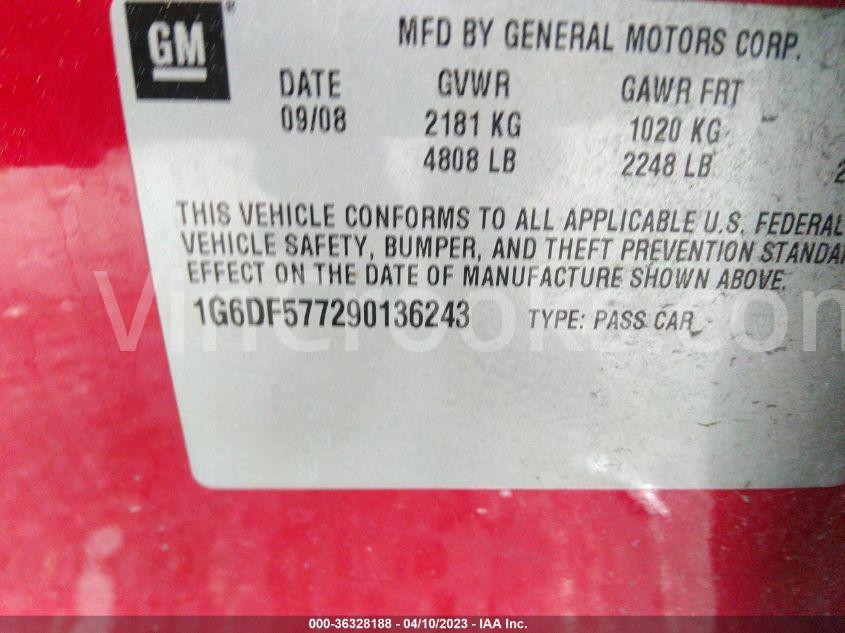 GM ®
MFD BY GENERAL MOTORS CORP.
DATE GVWR GAWR FRT
09/08 2181 KG 1020 KG
4808 LB 2248 LB 2
THIS VEHICLE CONFORMS TO ALL APPLICABLE U.S. FEDERAL
VEHICLE SAFETY, BUMPER, AND THEFT PREVENTION STANDA
EFFECT ON THE DATE OF MANUFACTURE SHOWN ABOVE.
1G6DF577290136243 TYPE: PASS CAR
000-36328188 - 04/10/2023 - IAA Inc.